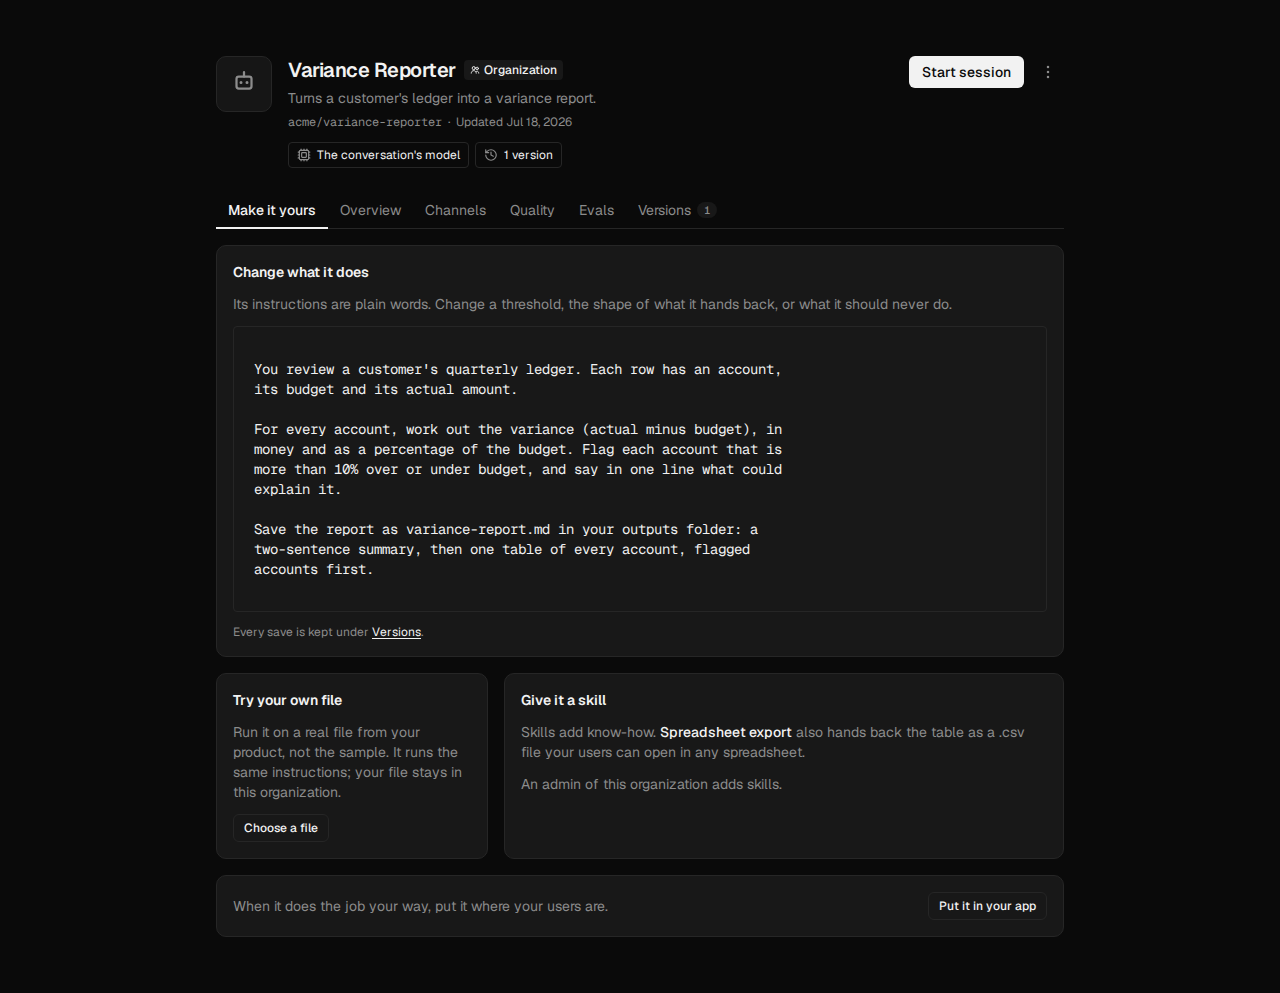 Variance Reporter
Organization
Start session
Turns a customer's ledger into a variance report.
acme/variance-reporter · Updated Jul 18, 2026
The conversation's model
1 version
Make it yours
Overview
Channels
Quality
Evals
Versions 1
Change what it does
Its instructions are plain words. Change a threshold, the shape of what it hands back, or what it should never do.
You review a customer's quarterly ledger. Each row has an account,
its budget and its actual amount.
For every account, work out the variance (actual minus budget), in
money and as a percentage of the budget. Flag each account that is
more than 10% over or under budget, and say in one line what could
explain it.
Save the report as variance-report.md in your outputs folder: a
two-sentence summary, then one table of every account, flagged
accounts first.
Every save is kept under Versions.
Try your own file
Run it on a real file from your
product, not the sample. It runs the
same instructions; your file stays in
this organization.
Choose a file
Give it a skill
Skills add know-how. Spreadsheet export also hands back the table as a .csv
file your users can open in any spreadsheet.
An admin of this organization adds skills.
When it does the job your way, put it where your users are.
Put it in your app